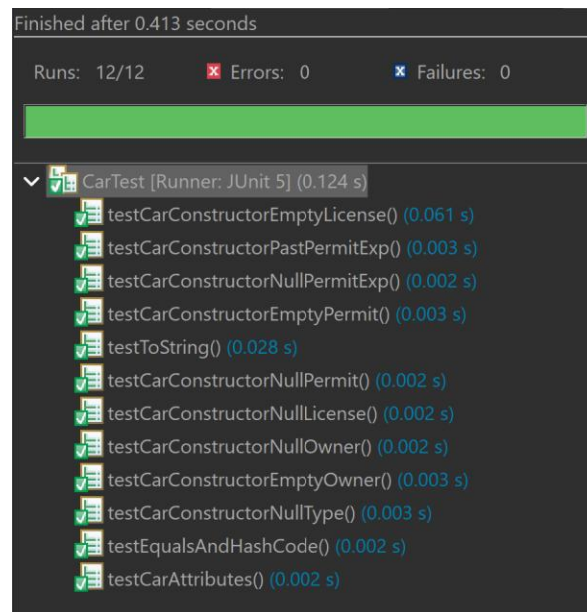 Finished after 0.413 seconds
Runs: 12/12 Errors: 0 Failures: 0
CarTest [Runner: JUnit 5] (0.124 s)
testCarConstructorEmptyLicense() (0.061 s)
testCarConstructorPastPermitExp() (0.003 s)
testCarConstructorNullPermitExp() (0.002 s)
testCarConstructorEmptyPermit() (0.003 s)
testToString() (0.028 s)
testCarConstructorNullPermit() (0.002 s)
testCarConstructorNullLicense() (0.002 s)
testCarConstructorNullOwner() (0.002 s)
testCarConstructorEmptyOwner() (0.003 s)
testCarConstructorNullType() (0.003 s)
testEqualsAndHashCode() (0.002 s)
testCarAttributes() (0.002 s)